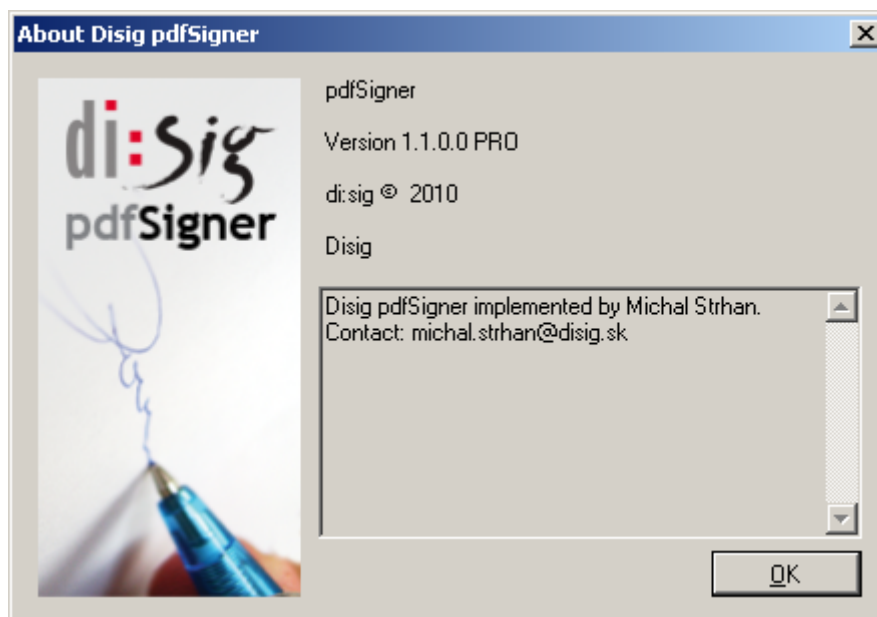 About Disig pdfSigner
di:sig
pdfSigner
pdfSigner
Version 1.1.0.0 PRO
di:sig © 2010
Disig
Disig pdfSigner implemented by Michal Strhan.
Contact: michal.strhan@disig.sk
OK